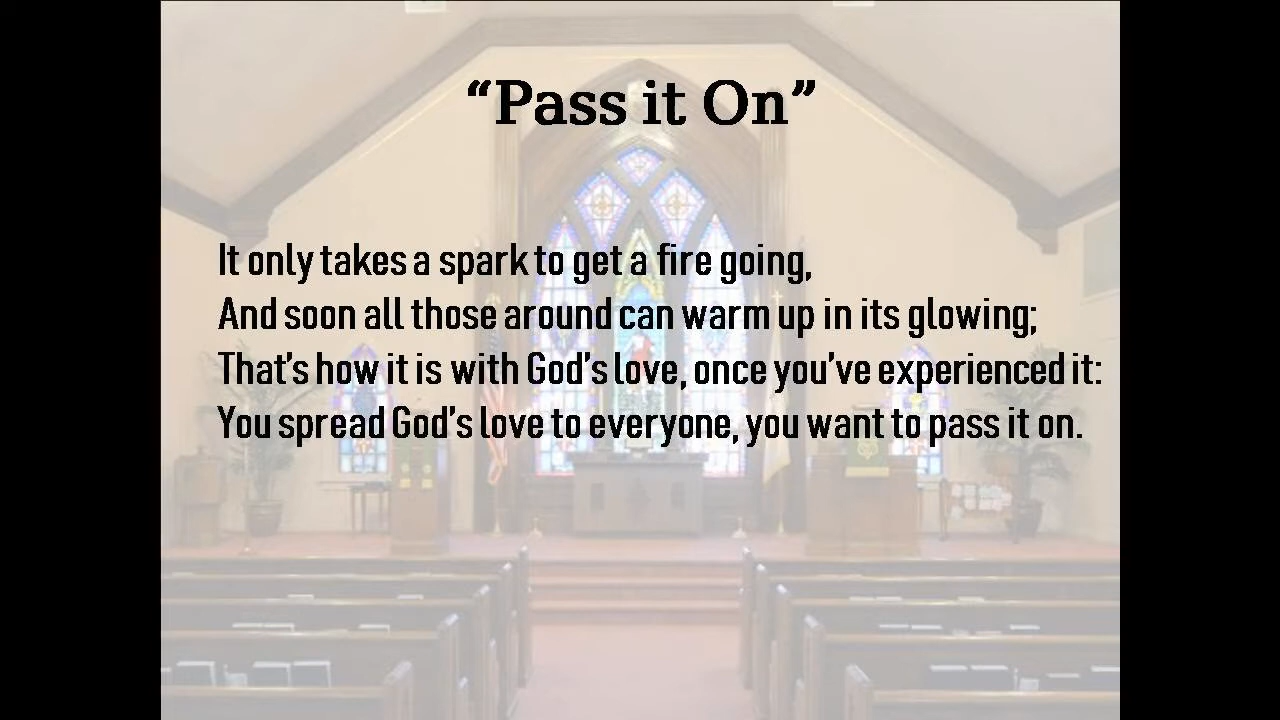 “Pass it On”
It only takes a spark to get a fire going,
And soon all those around can warm up in its glowing;
That’s how it is with God’s love, once you’ve experienced it:
You spread God’s love to everyone, you want to pass it on.